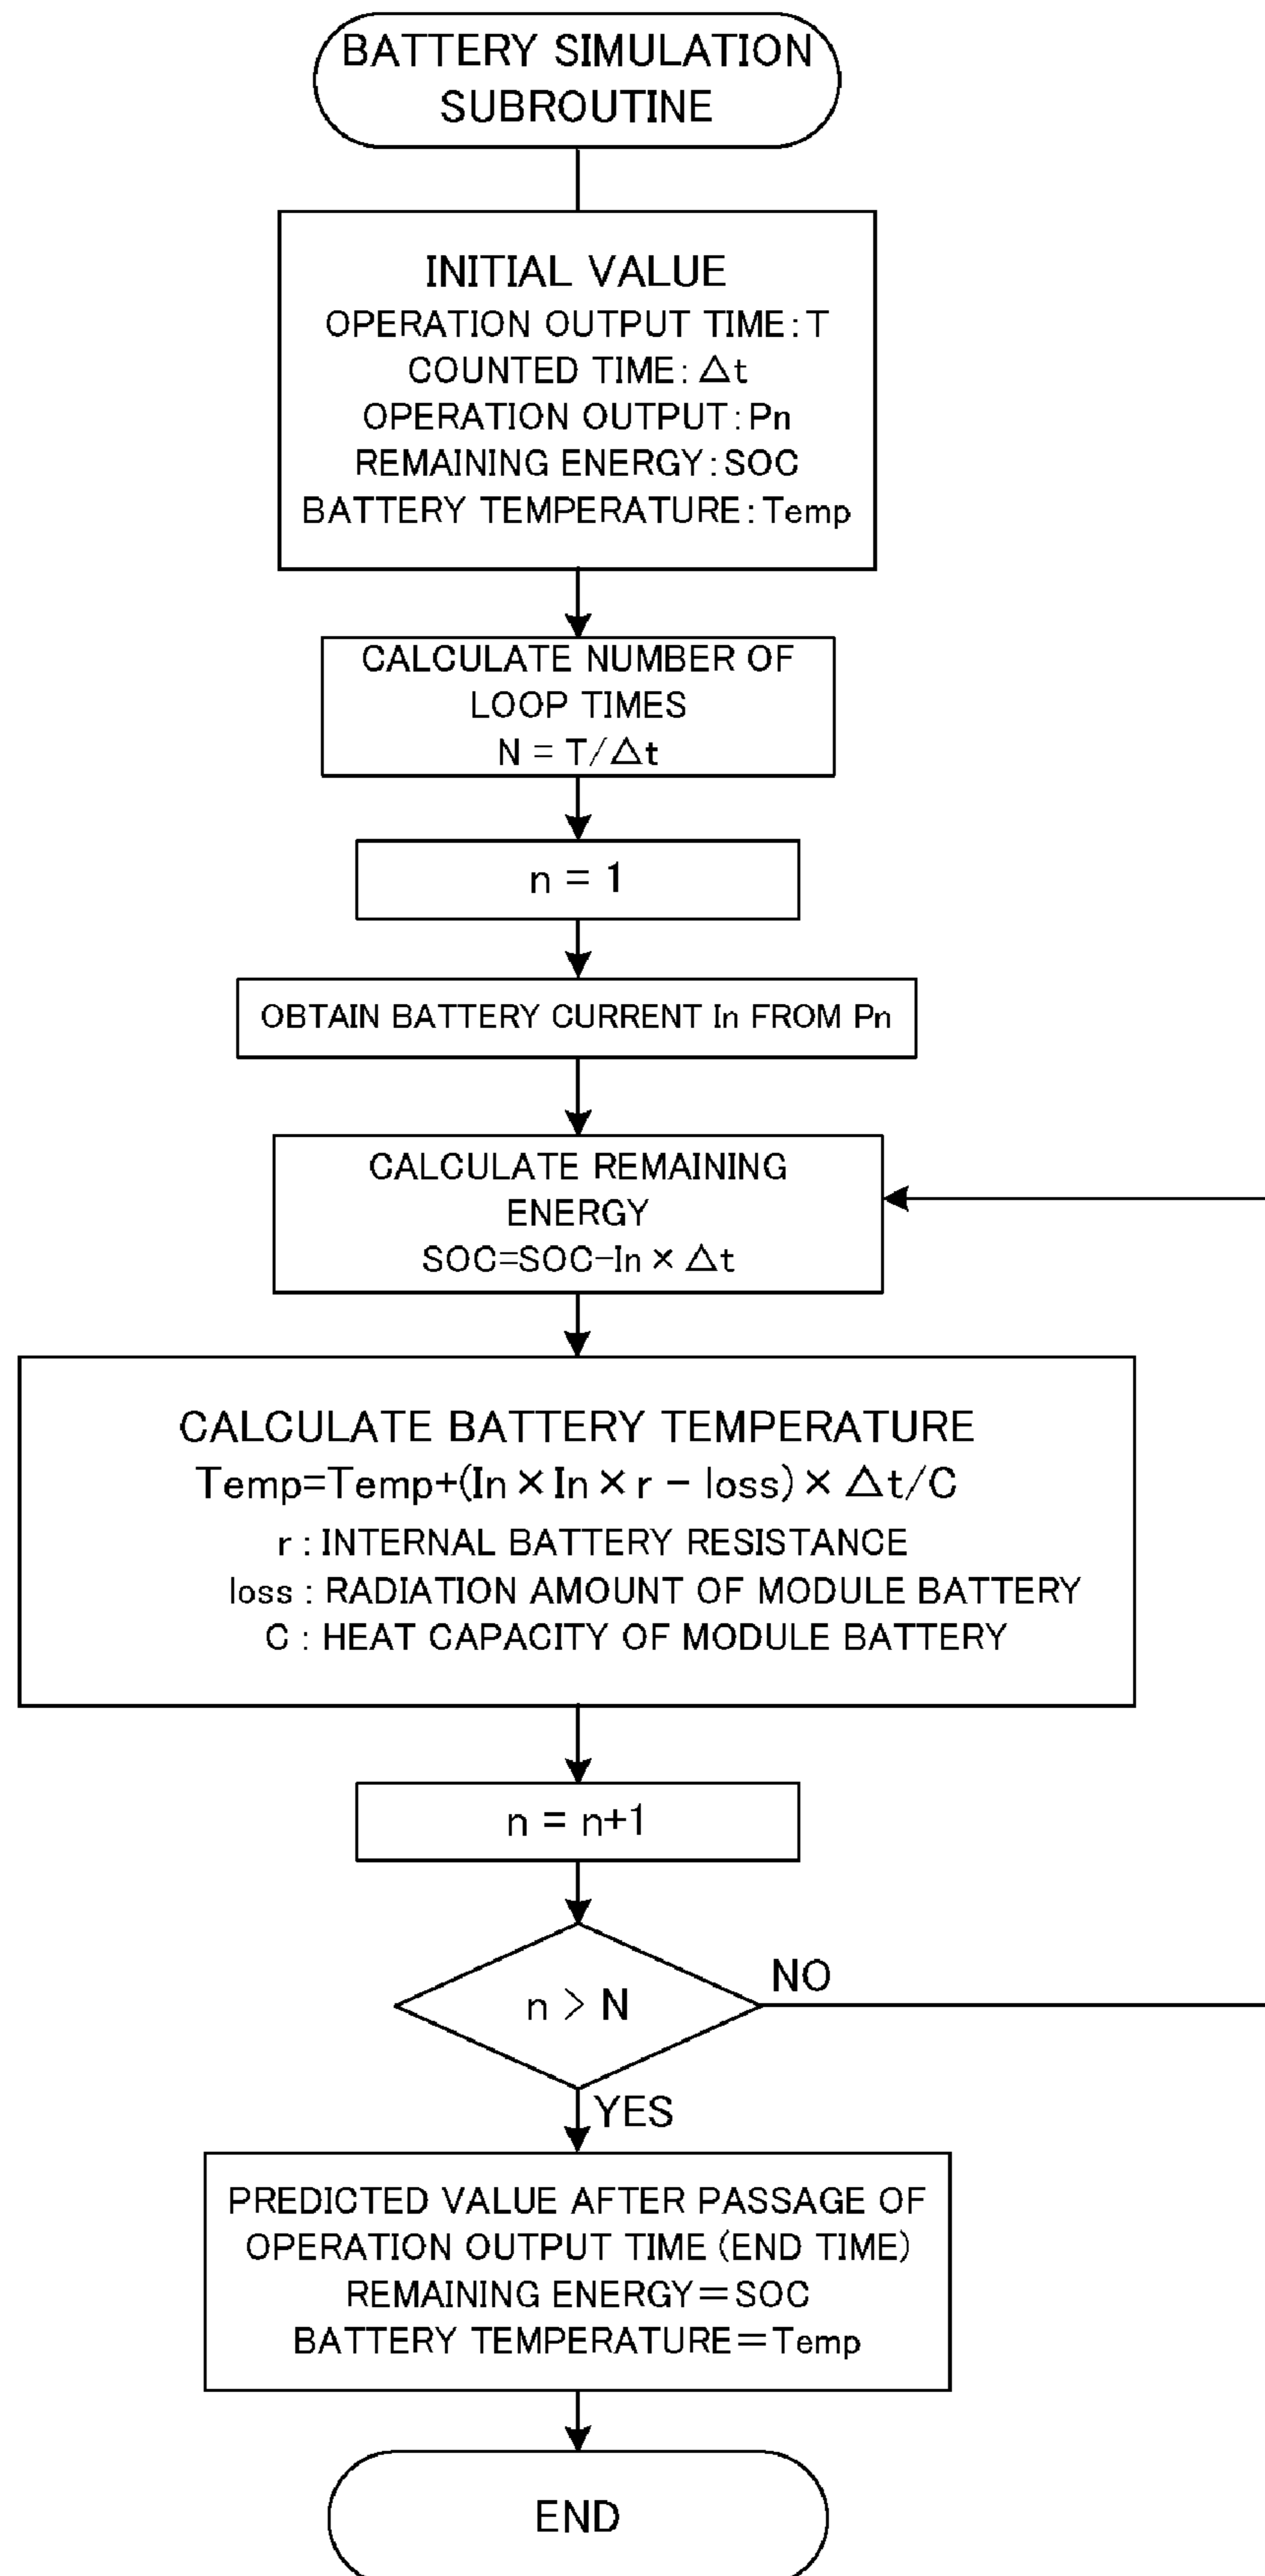 BATTERY SIMULATION
SUBROUTINE
INITIAL VALUE
OPERATION OUTPUT TIME:T
COUNTED TIME:△t
OPERATION OUTPUT:Pn
REMAINING ENERGY:SOC
BATTERY TEMPERATURE:Temp
CALCULATE NUMBER OF
LOOP TIMES
N = T/△t
n = 1
OBTAIN BATTERY CURRENT In FROM Pn
CALCULATE REMAINING
ENERGY
SOC=SOC-In × △t
CALCULATE BATTERY TEMPERATURE
Temp=Temp+(In × In × r - loss) × △t/C
r : INTERNAL BATTERY RESISTANCE
loss : RADIATION AMOUNT OF MODULE BATTERY
C : HEAT CAPACITY OF MODULE BATTERY
n = n+1
n > N
NO
YES
PREDICTED VALUE AFTER PASSAGE OF
OPERATION OUTPUT TIME (END TIME)
REMAINING ENERGY=SOC
BATTERY TEMPERATURE=Temp
END